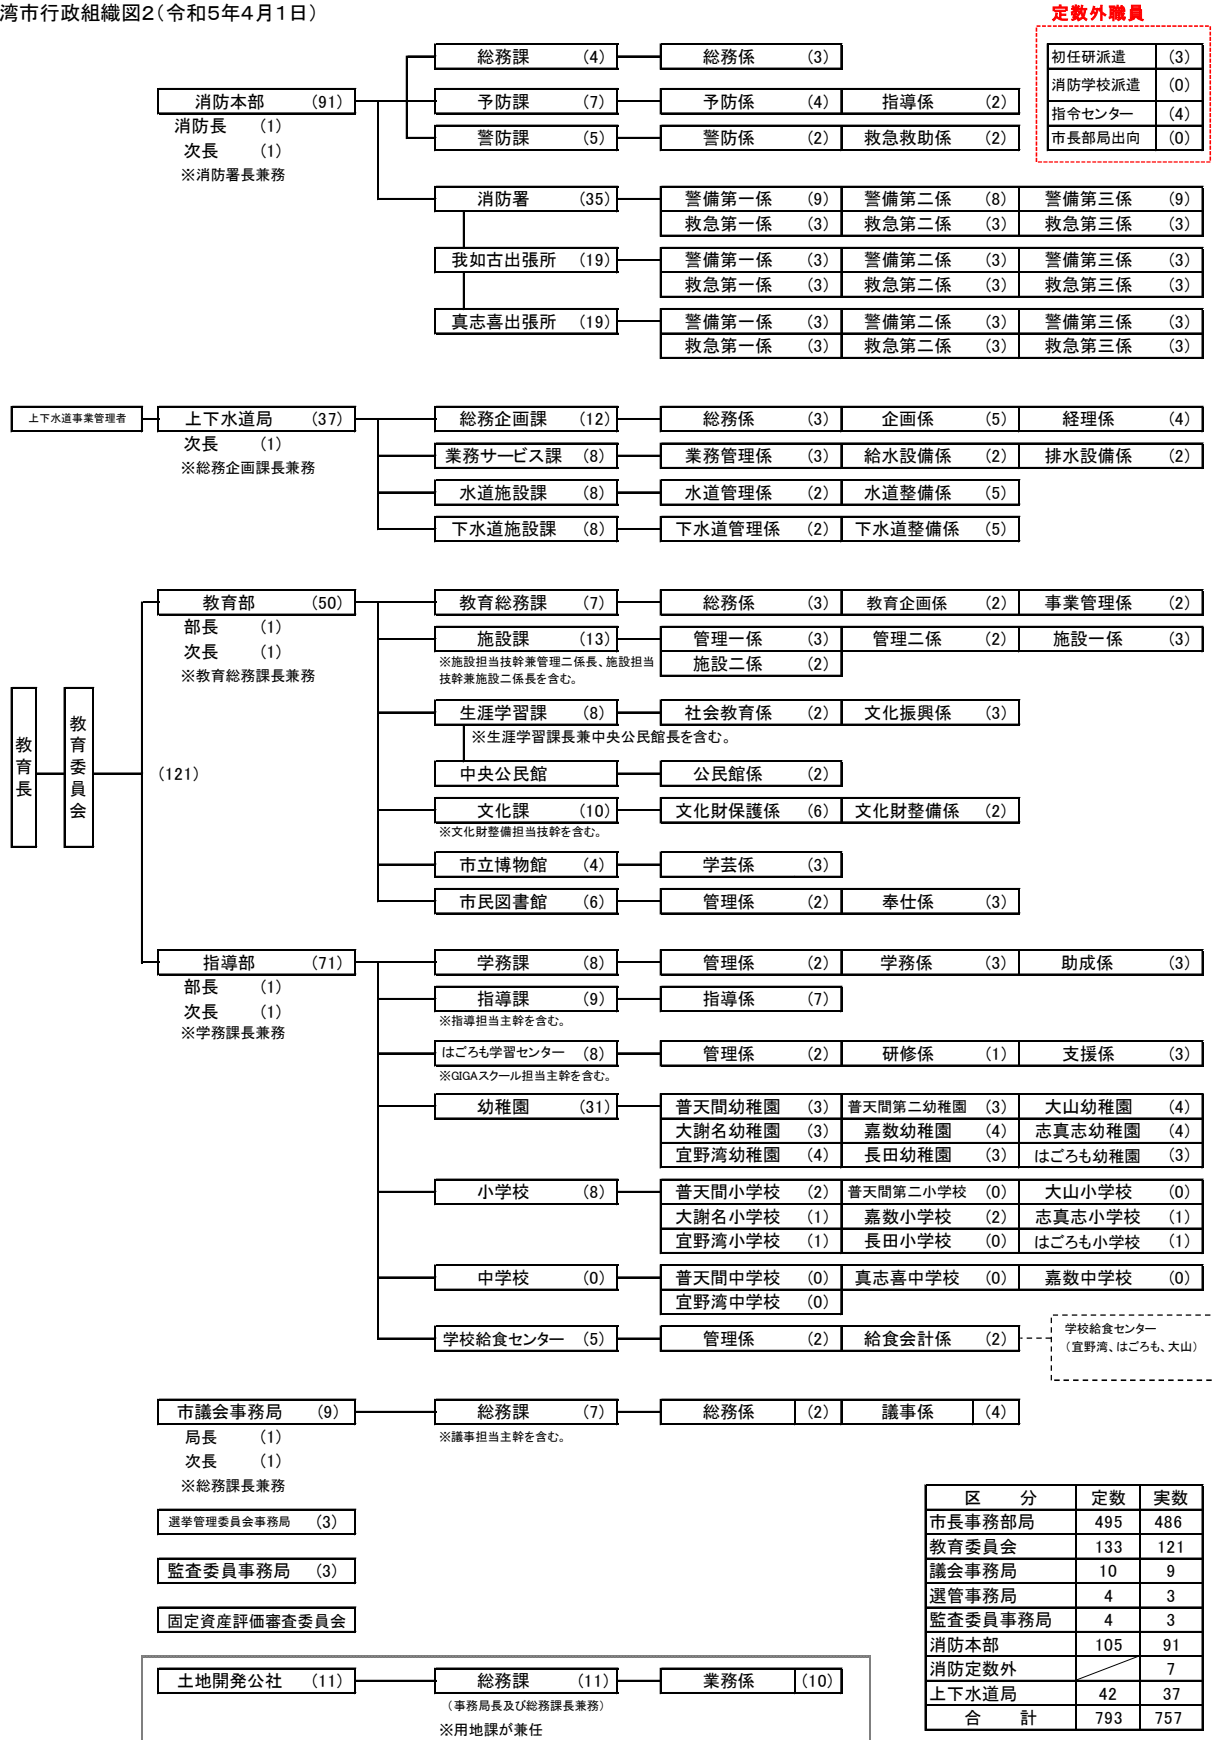 湾市行政組織図2(令和5年4月1日)
定数外職員
初任研派遣 (3)
消防学校派遣 (0)
指令センター (4)
市長部局出向 (0)
総務課 (4) 総務係 (3)
消防本部 (91) 予防課 (7) 予防係 (4) 指導係 (2)
消防長 (1)
警防課 (5) 警防係 (2) 救急救助係 (2)
次長 (1)
※消防署長兼務
消防署 (35) 警備第一係 (9) 警備第二係 (8) 警備第三係 (9)
救急第一係 (3) 救急第二係 (3) 救急第三係 (3)
我如古出張所 (19) 警備第一係 (3) 警備第二係 (3) 警備第三係 (3)
救急第一係 (3) 救急第二係 (3) 救急第三係 (3)
真志喜出張所 (19) 警備第一係 (3) 警備第二係 (3) 警備第三係 (3)
救急第一係 (3) 救急第二係 (3) 救急第三係 (3)
上下水道事業管理者 上下水道局 (37) 総務企画課 (12) 総務係 (3) 企画係 (5) 経理係 (4)
次長 (1)
※総務企画課長兼務
業務サービス課 (8) 業務管理係 (3) 給水設備係 (2) 排水設備係 (2)
水道施設課 (8) 水道管理係 (2) 水道整備係 (5)
下水道施設課 (8) 下水道管理係 (2) 下水道整備係 (5)
教育長
教育委員会
(121)
教育部 (50) 教育総務課 (7) 総務係 (3) 教育企画係 (2) 事業管理係 (2)
部長 (1)
次長 (1)
※教育総務課長兼務
施設課 (13) 管理一係 (3) 管理二係 (2) 施設一係 (3)
※施設担当技幹兼管理二係長、施設担当
技幹兼施設二係長を含む。
施設二係 (2)
生涯学習課 (8) 社会教育係 (2) 文化振興係 (3)
※生涯学習課長兼中央公民館長を含む。
中央公民館 公民館係 (2)
文化課 (10) 文化財保護係 (6) 文化財整備係 (2)
※文化財整備担当技幹を含む。
市立博物館 (4) 学芸係 (3)
市民図書館 (6) 管理係 (2) 奉仕係 (3)
指導部 (71) 学務課 (8) 管理係 (2) 学務係 (3) 助成係 (3)
部長 (1)
次長 (1)
※学務課長兼務
指導課 (9) 指導係 (7)
※指導担当主幹を含む。
はごろも学習センター (8) 管理係 (2) 研修係 (1) 支援係 (3)
※GIGAスクール担当主幹を含む。
幼稚園 (31) 普天間幼稚園 (3) 普天間第二幼稚園 (3) 大山幼稚園 (4)
大謝名幼稚園 (3) 嘉数幼稚園 (4) 志真志幼稚園 (4)
宜野湾幼稚園 (4) 長田幼稚園 (3) はごろも幼稚園 (3)
小学校 (8) 普天間小学校 (2) 普天間第二小学校 (0) 大山小学校 (0)
大謝名小学校 (1) 嘉数小学校 (2) 志真志小学校 (1)
宜野湾小学校 (1) 長田小学校 (0) はごろも小学校 (1)
中学校 (0) 普天間中学校 (0) 真志喜中学校 (0) 嘉数中学校 (0)
宜野湾中学校 (0)
学校給食センター (5) 管理係 (2) 給食会計係 (2)
学校給食センター
(宜野湾、はごろも、大山)
市議会事務局 (9) 総務課 (7) 総務係 (2) 議事係 (4)
局長 (1)
次長 (1)
※総務課長兼務
※議事担当主幹を含む。
選挙管理委員会事務局 (3)
監査委員事務局 (3)
固定資産評価審査委員会
土地開発公社 (11) 総務課 (11) 業務係 (10)
(事務局長及び総務課長兼務)
※用地課が兼任
区 分 定数 実数
市長事務部局 495 486
教育委員会 133 121
議会事務局 10 9
選管事務局 4 3
監査委員事務局 4 3
消防本部 105 91
消防定数外 7
上下水道局 42 37
合 計 793 757